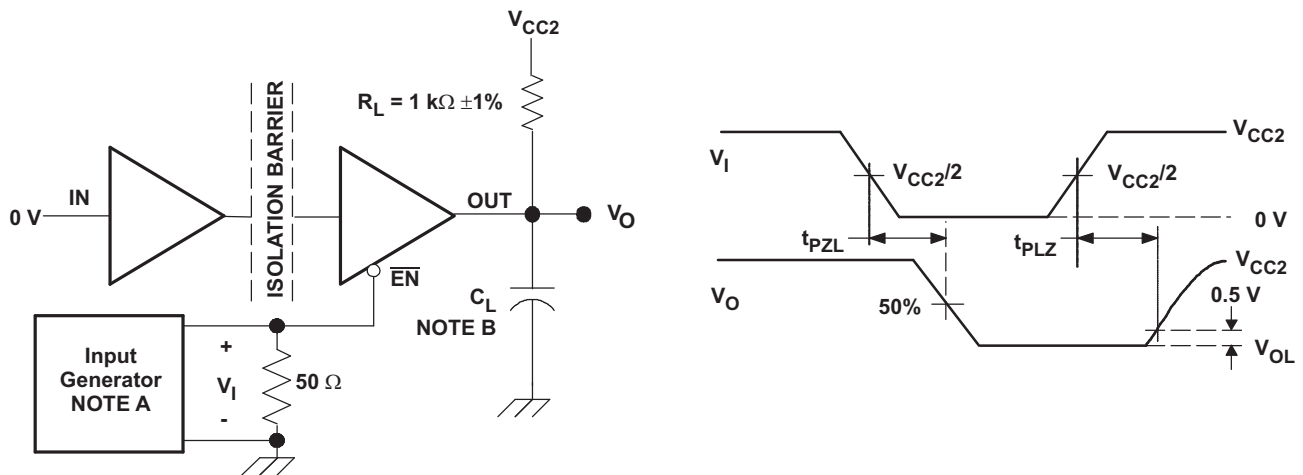 VCC2
RL = 1 kΩ ±1%
ISOLATION BARRIER
IN
0 V
OUT
VO
EN
CL
NOTE B
Input
Generator
NOTE A
+
VI
-
50 Ω
VI
VCC2/2
VCC2/2
VCC2
0 V
tPZL
tPLZ
VO
50%
VCC2
0.5 V
VOL